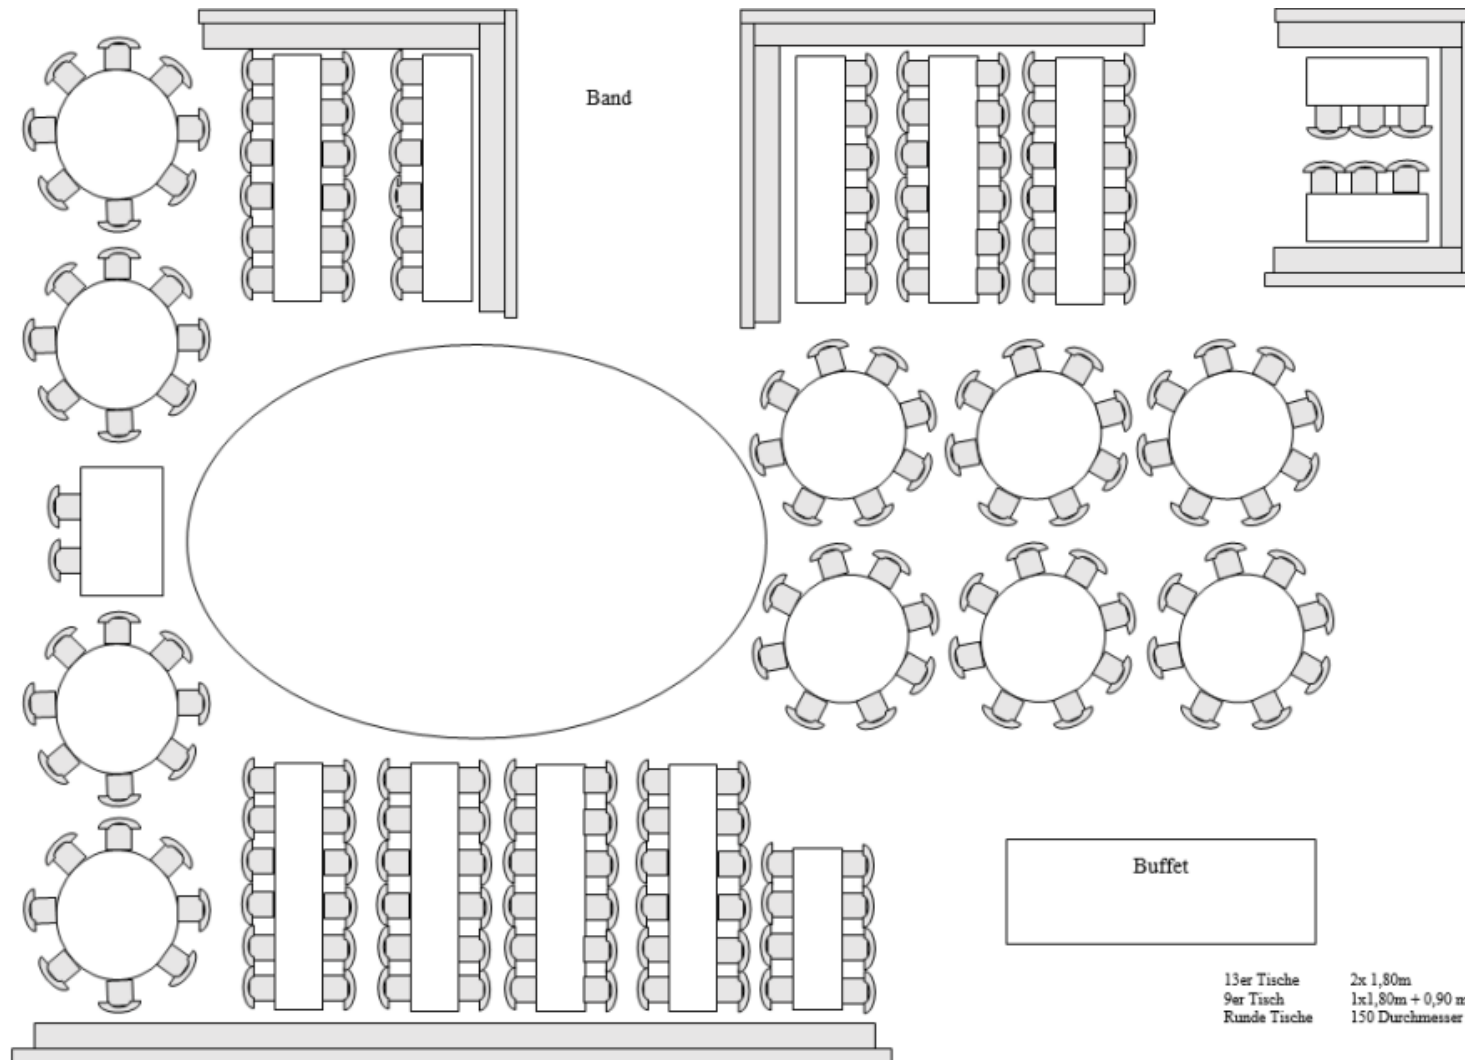 Band
Buffet
13er Tische 2x 1,80m
9er Tisch 1x1,80m + 0,90 m
Runde Tische 150 Durchmesser